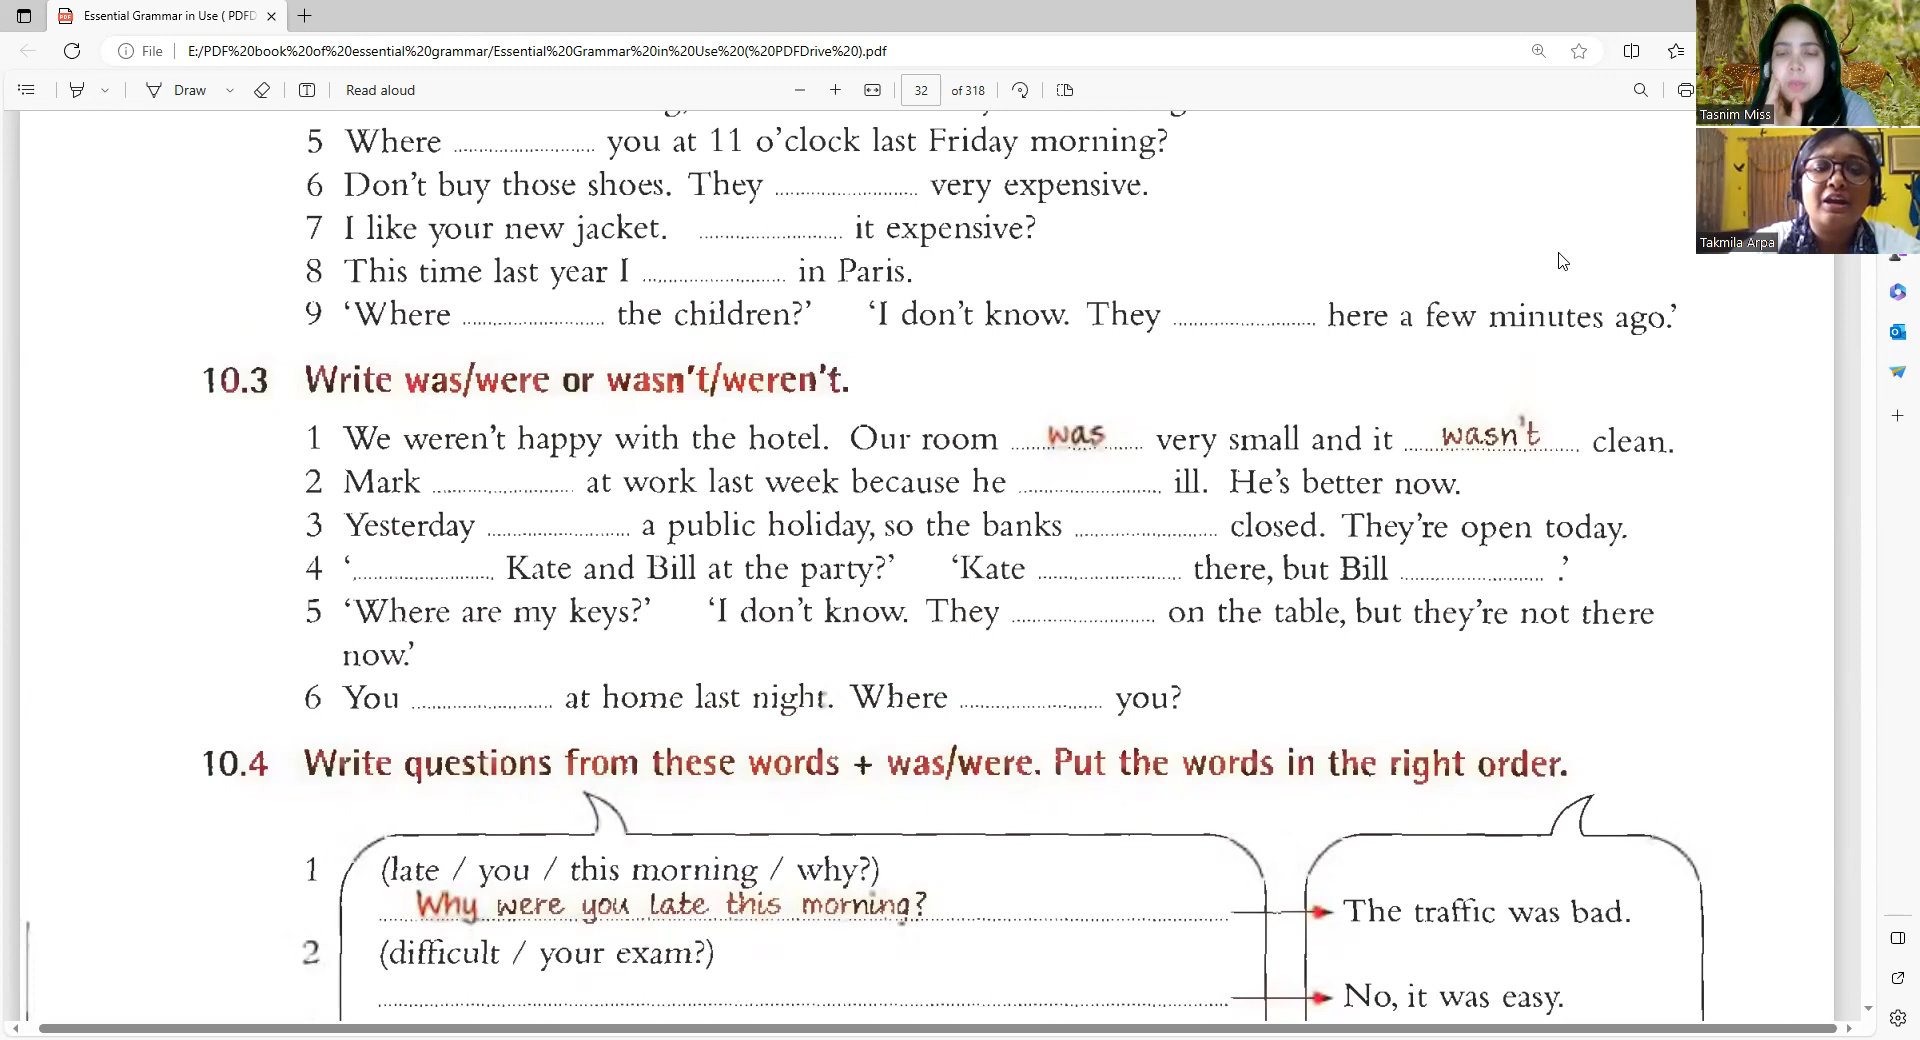 Essential Grammar in Use ( PDFD
File
E:/PDF%20book%20of%20essential%20grammar/Essential%20Grammar%20in%20Use%20(%20PDFDrive%20).pdf
Draw
Read aloud
32
of 318
Tasnim Miss
Takmila Arpa
5 Where ........................ you at 11 o'clock last Friday morning?
6 Don't buy those shoes. They ........................ very expensive.
7 I like your new jacket. ........................ it expensive?
8 This time last year I ........................ in Paris.
9 ‘Where ........................ the children?’ ‘I don't know. They ........................ here a few minutes ago.’
10.3 Write was/were or wasn't/weren't.
1 We weren't happy with the hotel. Our room was very small and it wasn't clean.
2 Mark ........................ at work last week because he ........................ ill. He's better now.
3 Yesterday ........................ a public holiday, so the banks ........................ closed. They're open today.
4 ‘........................ Kate and Bill at the party?’ ‘Kate ........................ there, but Bill ........................ .’
5 ‘Where are my keys?’ ‘I don't know. They ........................ on the table, but they're not there
now.’
6 You ........................ at home last night. Where ........................ you?
10.4 Write questions from these words + was/were. Put the words in the right order.
1 (late / you / this morning / why?)
Why were you late this morning?
The traffic was bad.
2 (difficult / your exam?)
No, it was easy.